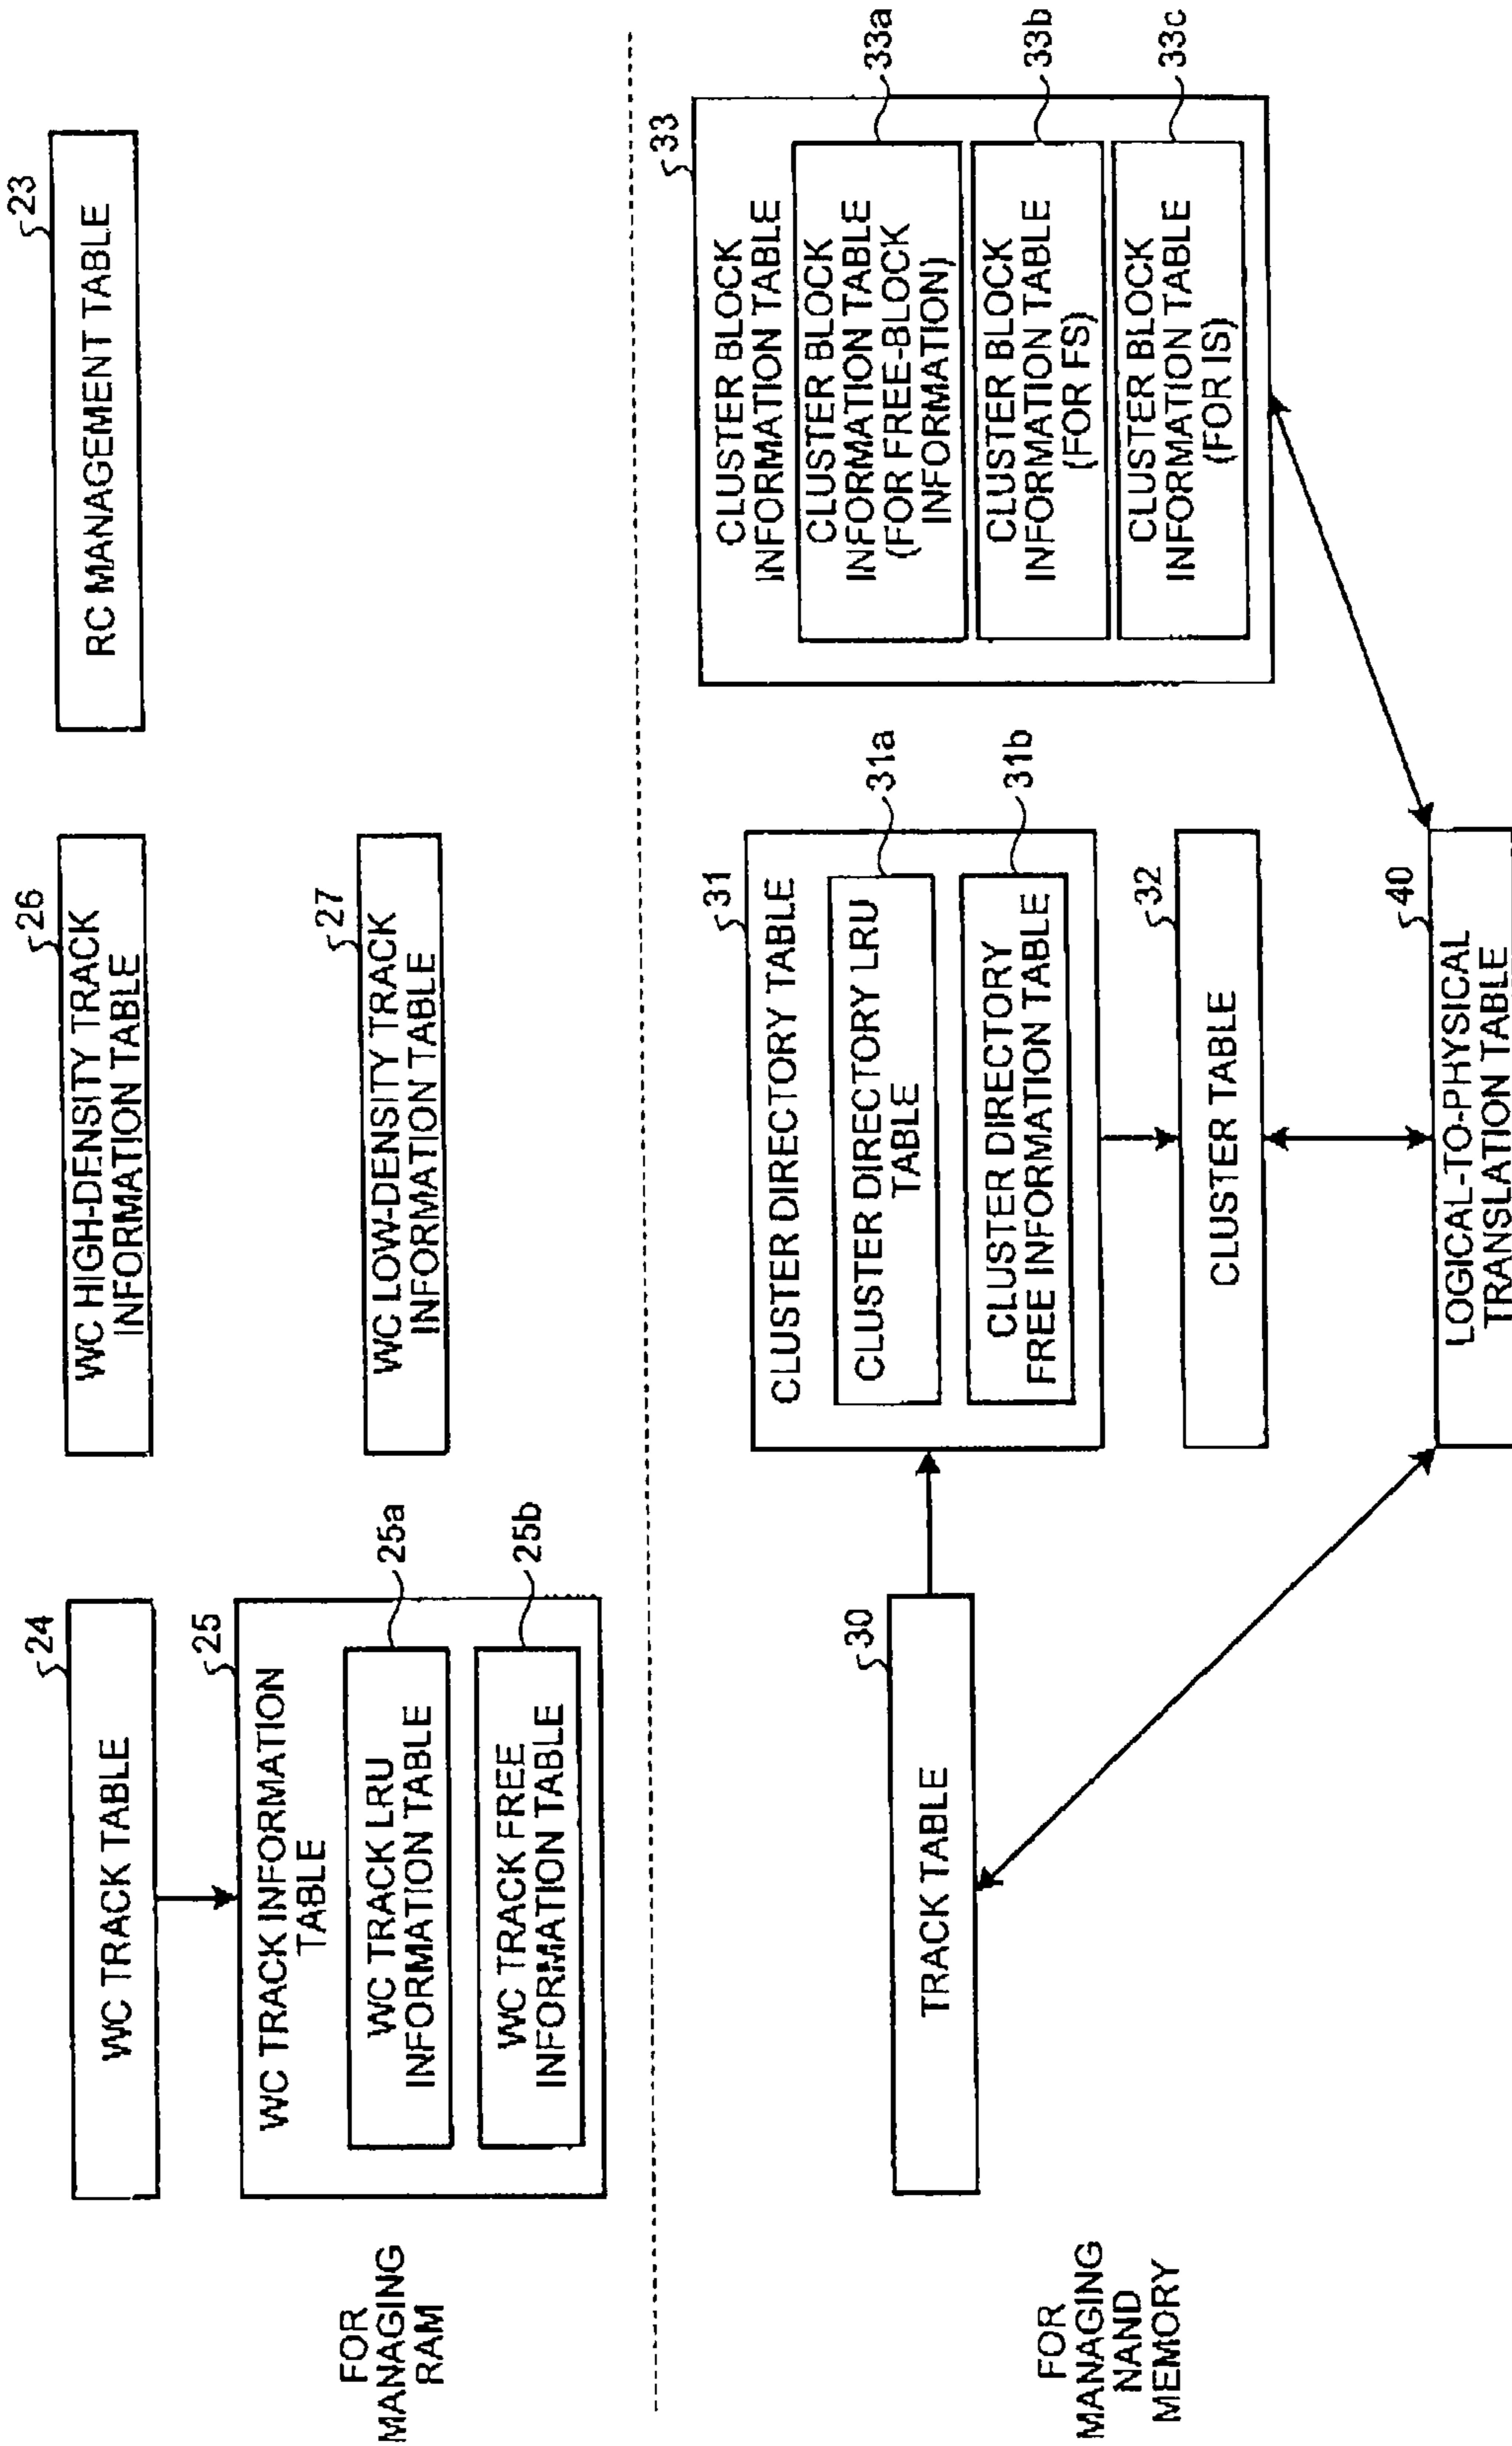 FOR
MANAGING
RAM
24
WC TRACK TABLE
25
WC TRACK INFORMATION
TABLE
WC TRACK LRU
INFORMATION TABLE
25a
WC TRACK FREE
INFORMATION TABLE
25b
26
WC HIGH-DENSITY TRACK
INFORMATION TABLE
27
WC LOW-DENSITY TRACK
INFORMATION TABLE
23
RC MANAGEMENT TABLE
FOR
MANAGING
NAND
MEMORY
30
TRACK TABLE
31
CLUSTER DIRECTORY TABLE
CLUSTER DIRECTORY LRU
TABLE
31a
CLUSTER DIRECTORY
FREE INFORMATION TABLE
31b
32
CLUSTER TABLE
40
LOGICAL-TO-PHYSICAL
TRANSLATION TABLE
33
CLUSTER BLOCK
INFORMATION TABLE
CLUSTER BLOCK
INFORMATION TABLE
(FOR FREE-BLOCK
INFORMATION)
33a
CLUSTER BLOCK
INFORMATION TABLE
(FOR FS)
33b
CLUSTER BLOCK
INFORMATION TABLE
(FOR IS)
33c